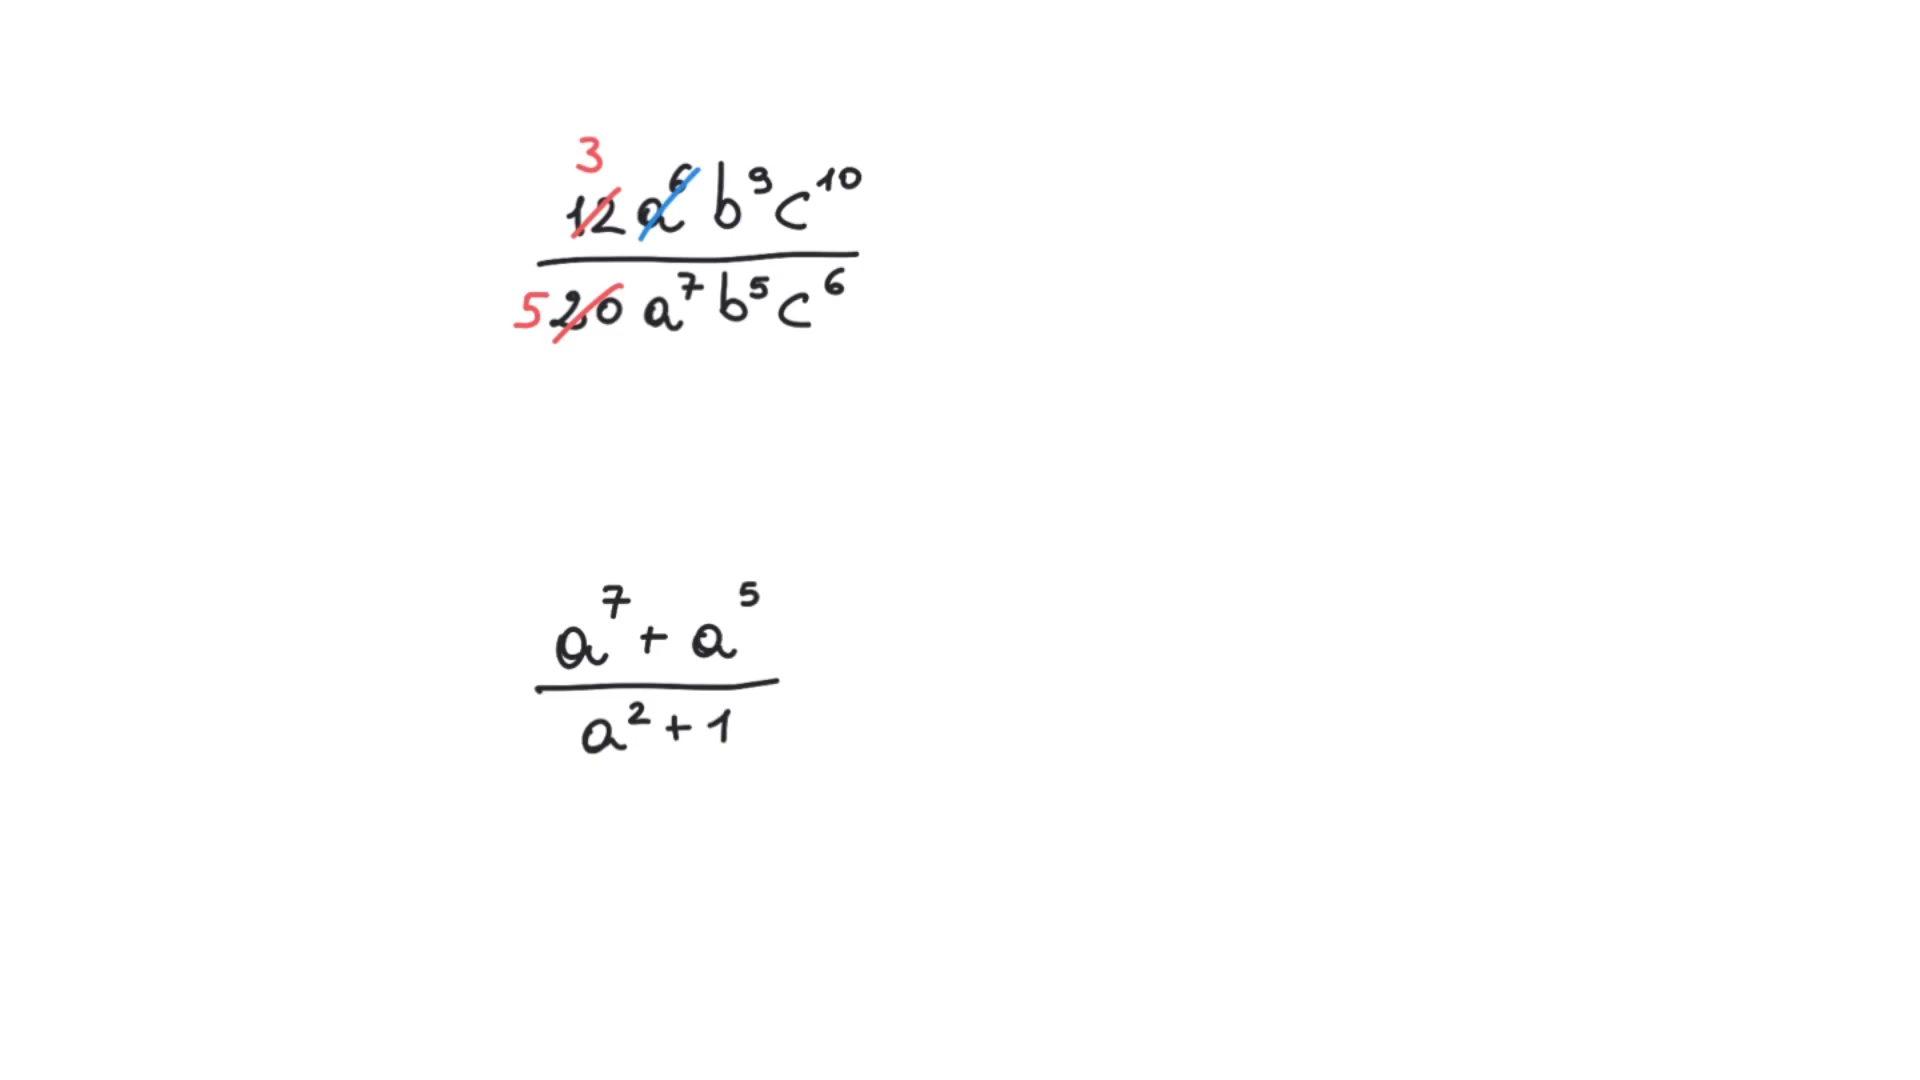 3
12 a⁶ b⁹ c¹⁰
5 20 a⁷ b⁵ c⁶
a⁷ + a⁵
a² + 1